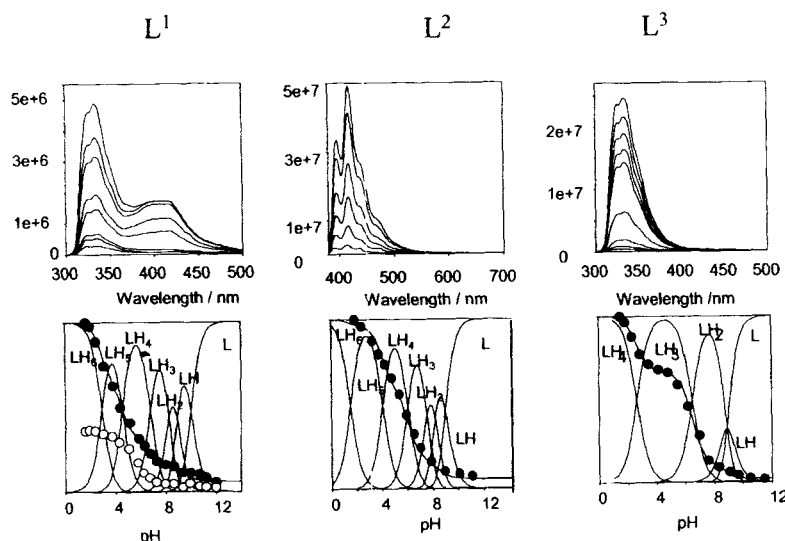 L1 L2 L3
5e+6
3e+6
1e+6
0
300 350 400 450 500
Wavelength / nm
5e+7
3e+7
1e+7
0
400 500 600 700
Wavelength / nm
2e+7
1e+7
0
300 350 400 450 500
Wavelength / nm
LH6 LH5 LH4 LH3 LH2 LH L
0 4 8 12
pH
LH6 LH5 LH4 LH3 LH2 LH L
0 4 8 12
pH
LH4 LH3 LH2 LH L
0 4 8 12
pH